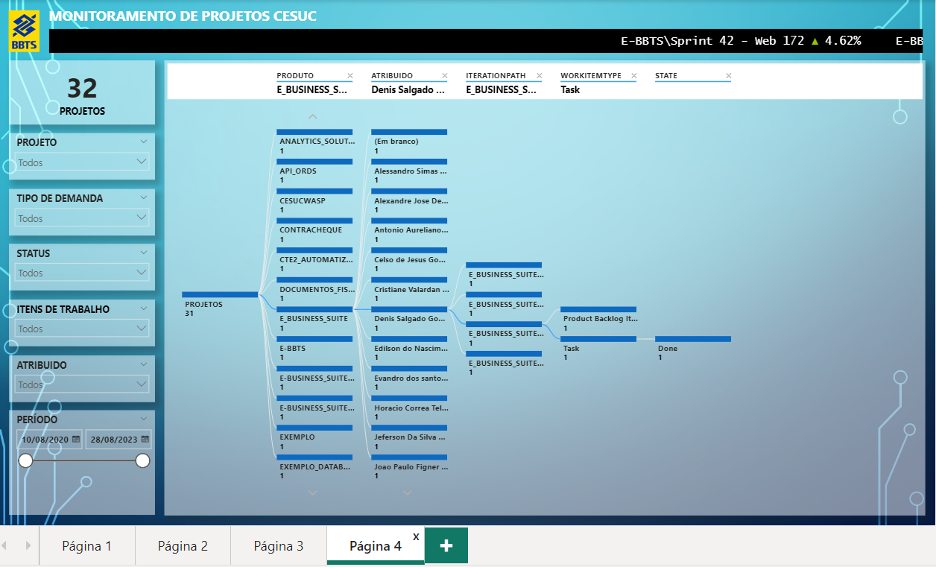 MONITORAMENTO DE PROJETOS CESUC
BBTS
E-BBTS\Sprint 42 - Web 172 ▲ 4.62% E-BB
32
PROJETOS
PROJETO
Todos
TIPO DE DEMANDA
Todos
STATUS
Todos
ITENS DE TRABALHO
Todos
ATRIBUIDO
Todos
PERÍODO
10/08/2020 28/08/2023
PRODUTO × ATRIBUIDO × ITERATIONPATH × WORKITEMTYPE × STATE ×
E_BUSINESS_S... Denis Salgado ... E_BUSINESS_S... Task
PROJETOS
31
ANALYTICS_SOLUT...
1
API_ORDS
1
CESUCWASP
1
CONTRACHEQUE
1
CTE2_AUTOMATIZ...
1
DOCUMENTOS_FIS...
1
E_BUSINESS_SUITE
1
E-BBTS
1
E-BUSINESS_SUITE...
1
E-BUSINESS_SUITE...
1
EXEMPLO
1
EXEMPLO_DATAB...
1
(Em branco)
1
Alessandro Simas ...
1
Alexandre Jose De...
1
Antonio Aureliano...
1
Celso de Jesus Go...
1
Cristiane Valardan ...
1
Denis Salgado Go...
1
Edilson do Nascim...
1
Evandro dos santo...
1
Horacio Correa Tel...
1
Jeferson Da Silva ...
1
Joao Paulo Figner ...
1
E_BUSINESS_SUITE...
1
E_BUSINESS_SUITE...
1
E_BUSINESS_SUITE...
1
E_BUSINESS_SUITE...
1
Product Backlog It...
1
Task
1
Done
1
Página 1 Página 2 Página 3 Página 4 x +